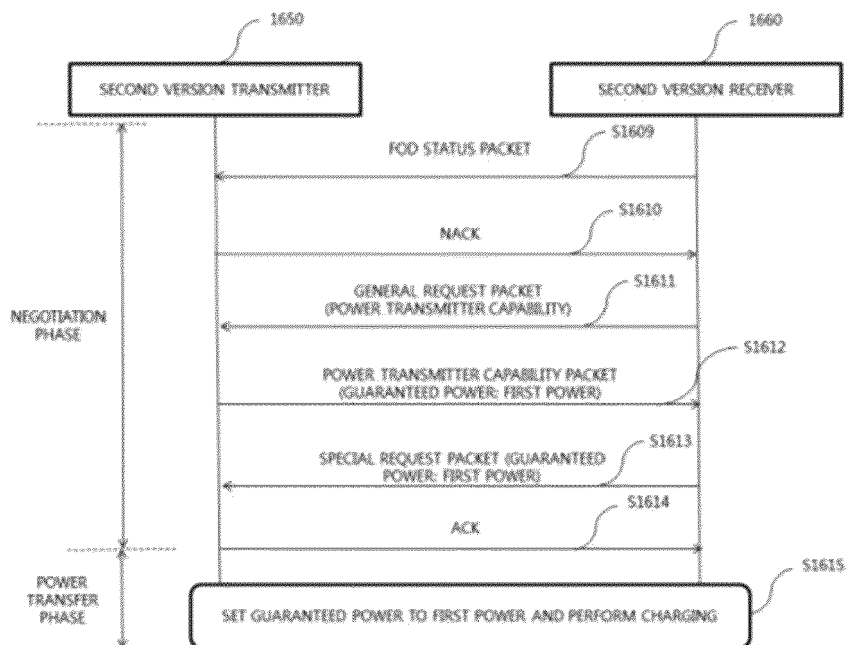 1650
1660
SECOND VERSION TRANSMITTER
SECOND VERSION RECEIVER
S1609
FOD STATUS PACKET
S1610
NACK
S1611
GENERAL REQUEST PACKET
(POWER TRANSMITTER CAPABILITY)
NEGOTIATION
PHASE
S1612
POWER TRANSMITTER CAPABILITY PACKET
(GUARANTEED POWER: FIRST POWER)
S1613
SPECIAL REQUEST PACKET (GUARANTEED
POWER: FIRST POWER)
S1614
ACK
S1615
POWER
TRANSFER
PHASE
SET GUARANTEED POWER TO FIRST POWER AND PERFORM CHARGING